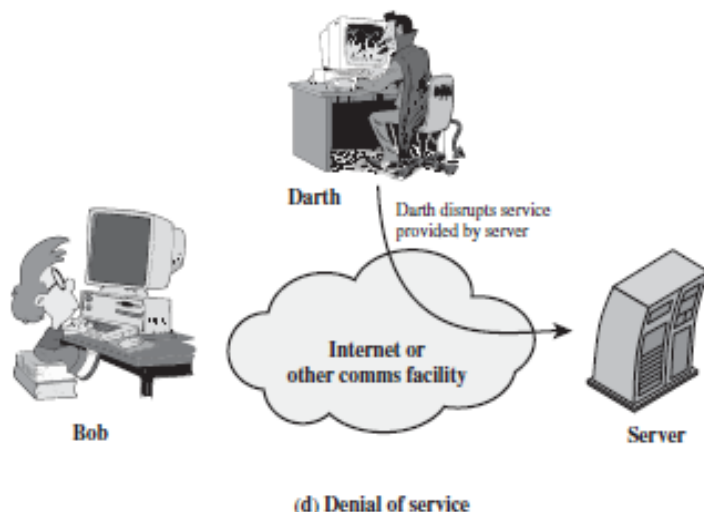 Darth
Darth disrupts service
provided by server
Internet or
other comms facility
Bob
Server
(d) Denial of service